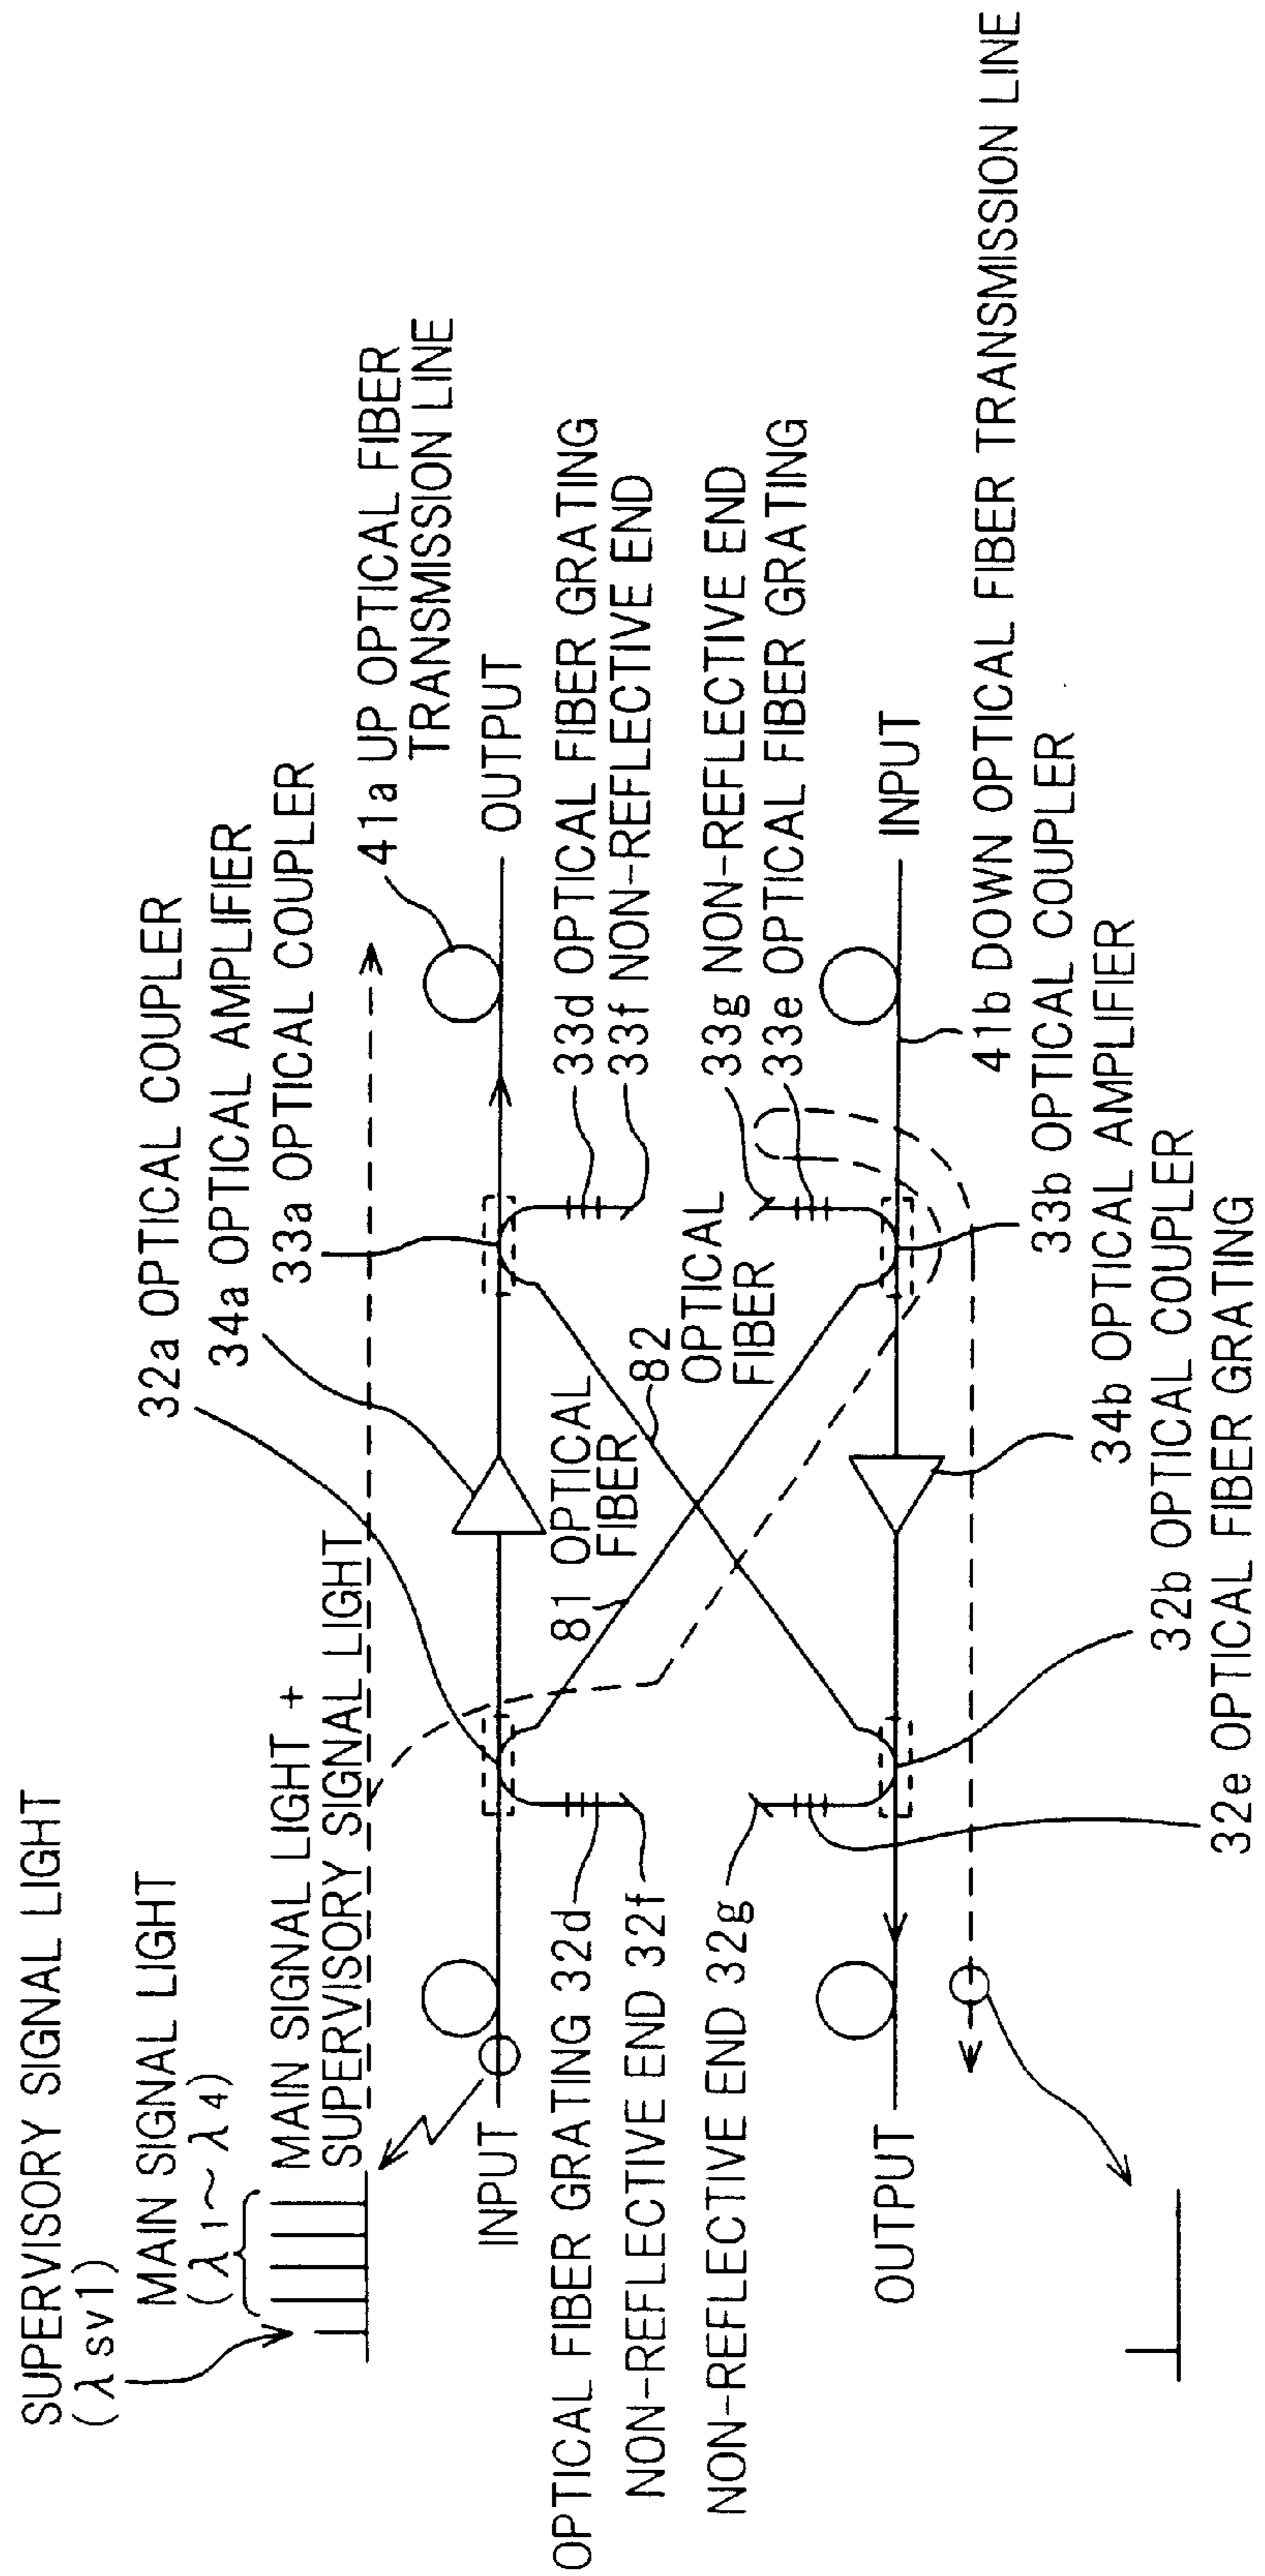 SUPERVISORY SIGNAL LIGHT
(λsv1)
MAIN SIGNAL LIGHT
(λ1~λ4)
MAIN SIGNAL LIGHT +
SUPERVISORY SIGNAL LIGHT
32a OPTICAL COUPLER
34a OPTICAL AMPLIFIER
33a OPTICAL COUPLER
41a UP OPTICAL FIBER
TRANSMISSION LINE
INPUT
OUTPUT
OPTICAL FIBER GRATING 32d
NON-REFLECTIVE END 32f
NON-REFLECTIVE END 32g
81 OPTICAL
FIBER
82
OPTICAL
FIBER
33d OPTICAL FIBER GRATING
33f NON-REFLECTIVE END
33g NON-REFLECTIVE END
33e OPTICAL FIBER GRATING
OUTPUT
INPUT
41b DOWN OPTICAL FIBER TRANSMISSION LINE
33b OPTICAL COUPLER
34b OPTICAL AMPLIFIER
32b OPTICAL COUPLER
32e OPTICAL FIBER GRATING